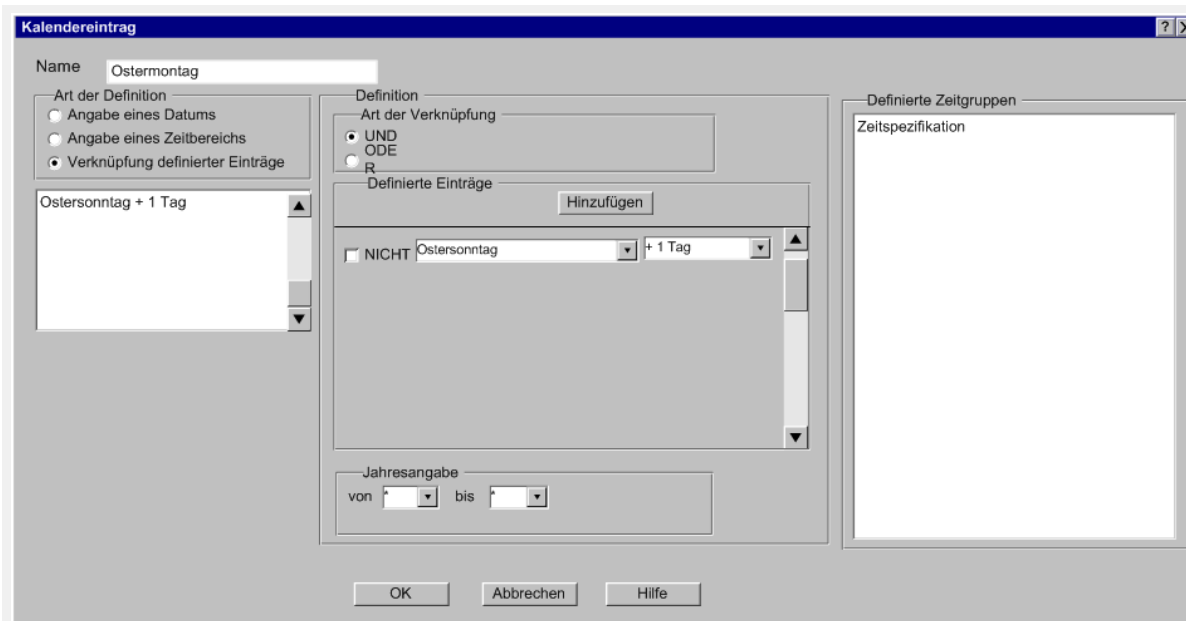 Kalendereintrag
Name Ostermontag
Art der Definition
Angabe eines Datums
Angabe eines Zeitbereichs
Verknüpfung definierter Einträge
Ostersonntag + 1 Tag
Definition
Art der Verknüpfung
UND
ODE
R
Definierte Einträge
Hinzufügen
NICHT Ostersonntag + 1 Tag
Jahresangabe
von * bis *
Definierte Zeitgruppen
Zeitspezifikation
OK Abbrechen Hilfe